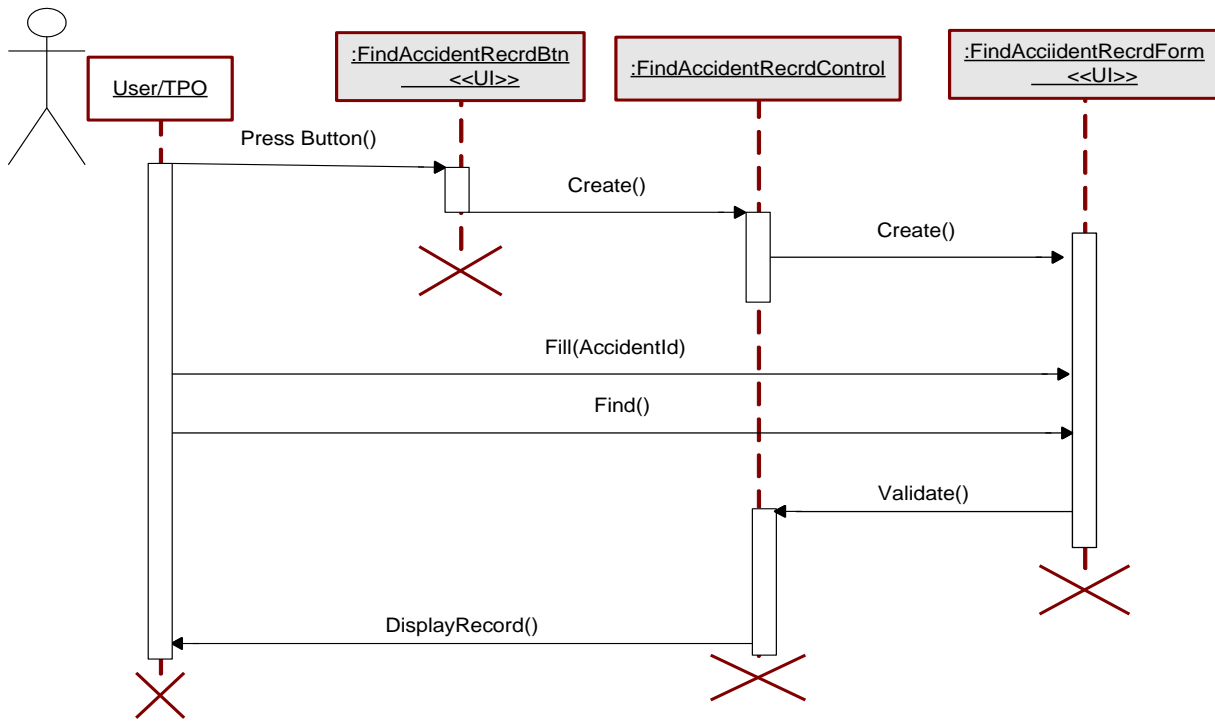 :FindAccidentRecrdBtn
<<UI>>
:FindAcciidentRecrdForm
<<UI>>
:FindAccidentRecrdControl
User/TPO
Press Button()
Create()
Create()
Fill(AccidentId)
Find()
Validate()
DisplayRecord()